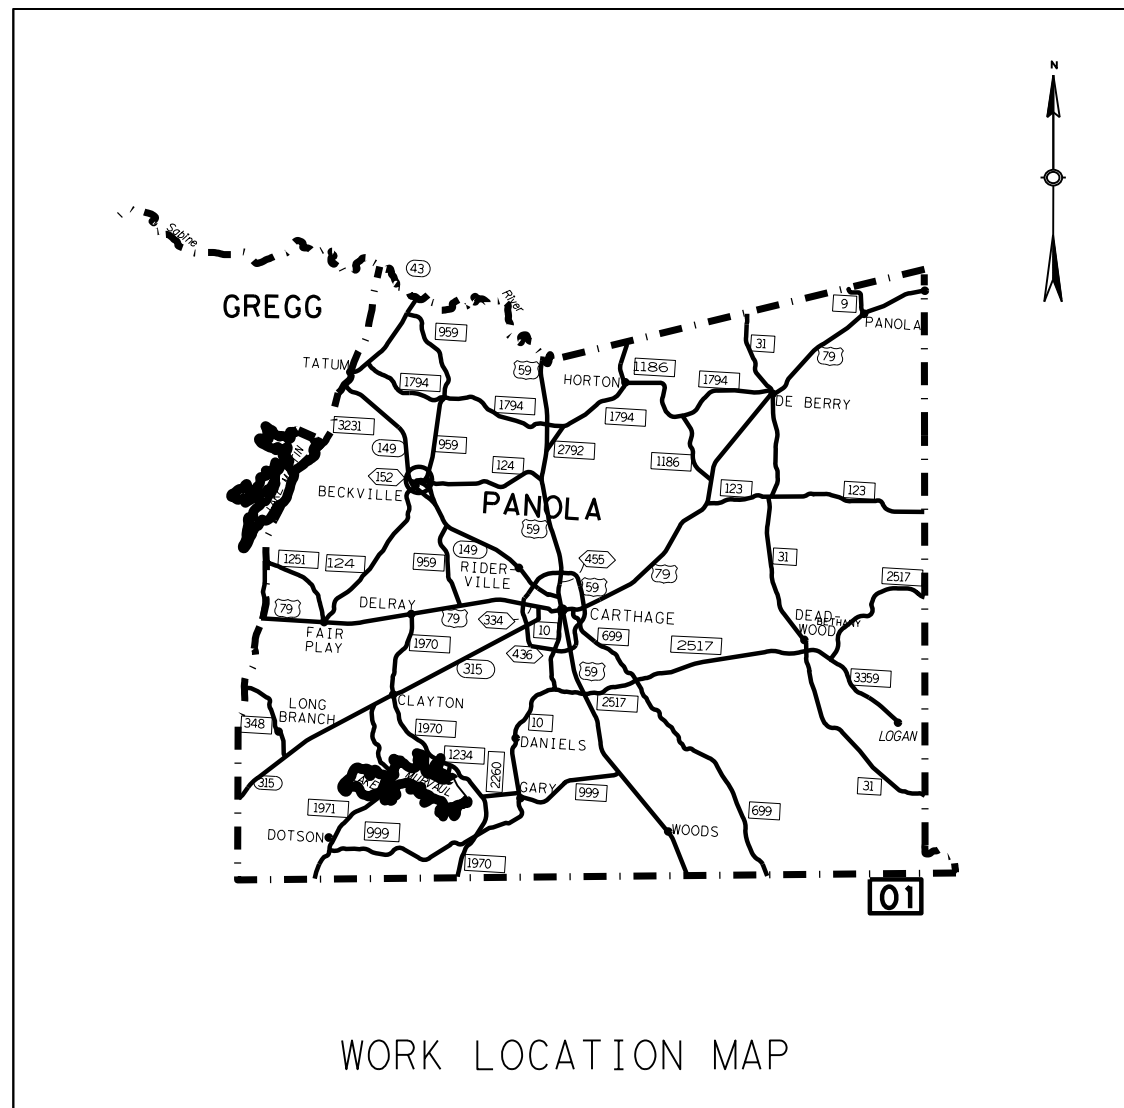 N
Sabine
43
River
GREGG
9
PANOLA
959
31
79
TATUM
59
1186
HORTON
1794
1794
1794
1794
DE BERRY
3231
149
959
2792
124
1186
152
BECKVILLE
123
123
PANOLA
59
149
455
31
1251
124
959
RIDER-
VILLE
79
59
2517
79
DELRAY
79
334
CARTHAGE
DEAD-
WOOD
BETHANY
FAIR
PLAY
10
699
1970
436
2517
315
59
3359
LONG
BRANCH
CLAYTON
2517
348
1970
10
LOGAN
DANIELS
1234
2260
315
MURVAUL
GARY
999
31
1971
699
DOTSON
999
WOODS
1970
01
WORK LOCATION MAP